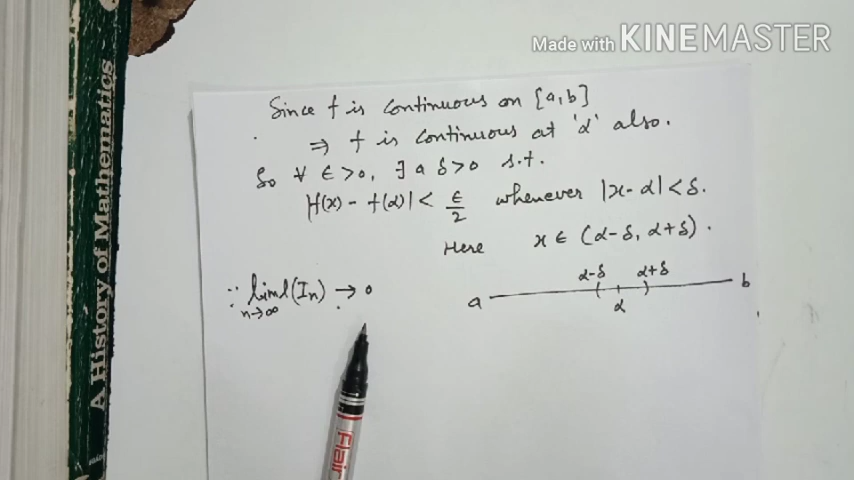 Made with KINEMASTER
A History of Mathematics
Since f is continuous on [a,b]
⇒ f is continuous at 'α' also.
So ∀ ε>0, ∃ a δ>0 s.t.
|f(x) - f(α)| < ε/2 whenever |x-α| < δ.
Here x ∈ (α-δ, α+δ).
∵ lim l(In) → 0
n→∞
α-δ α+δ
a b
α
Flair